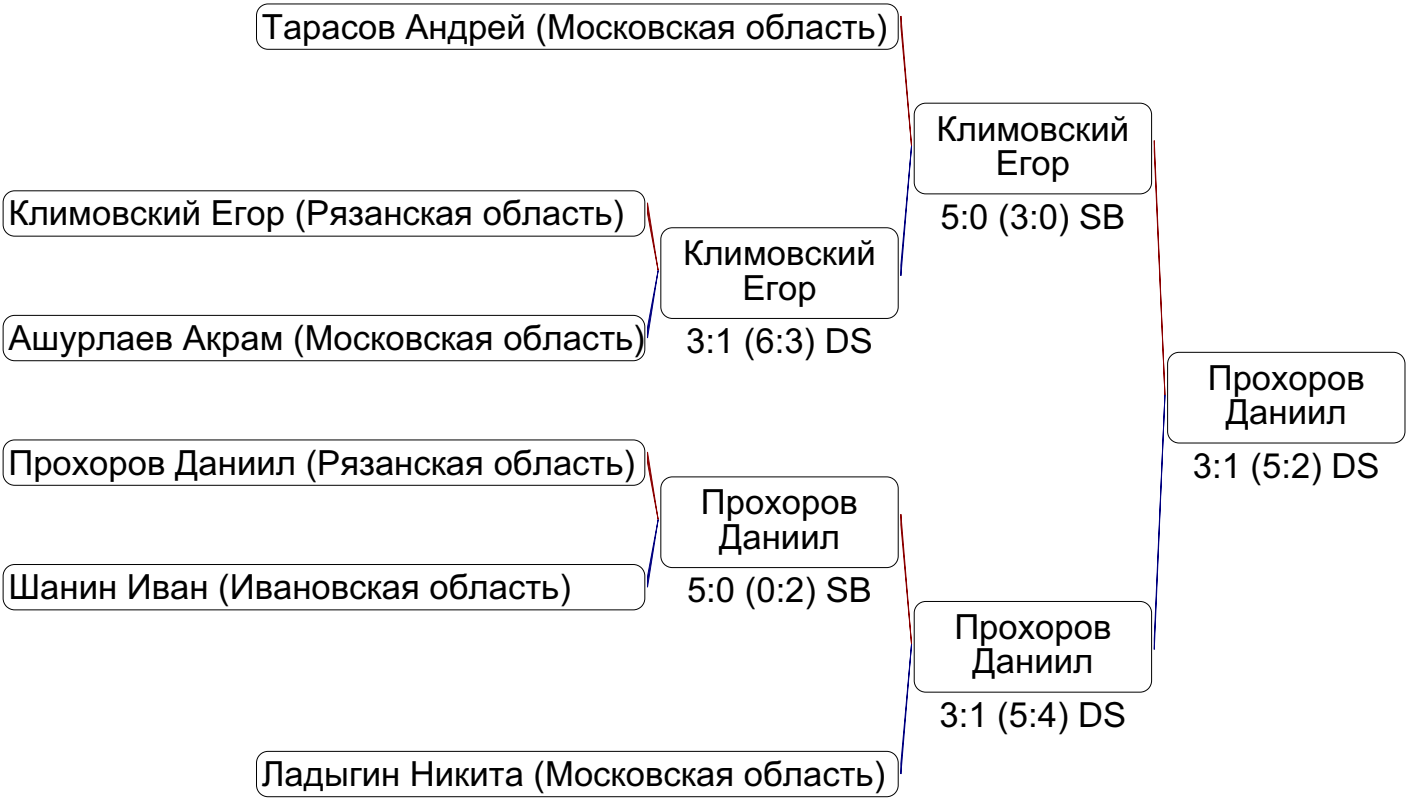 Тарасов Андрей (Московская область)
Климовский
Егор
5:0 (3:0) SB
Климовский Егор (Рязанская область)
Климовский
Егор
3:1 (6:3) DS
Ашурлаев Акрам (Московская область)
Прохоров
Даниил
3:1 (5:2) DS
Прохоров Даниил (Рязанская область)
Прохоров
Даниил
5:0 (0:2) SB
Шанин Иван (Ивановская область)
Прохоров
Даниил
3:1 (5:4) DS
Ладыгин Никита (Московская область)